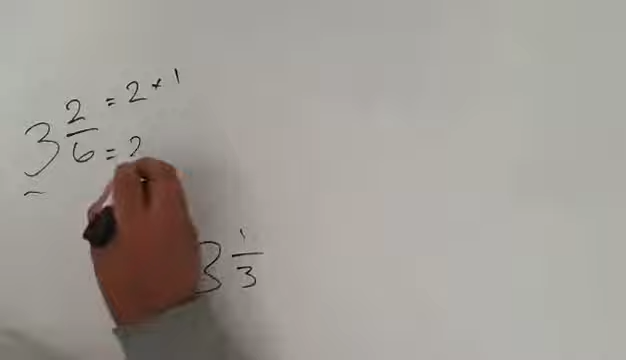 3 2/6 = 2 * 1
= 2
3 1/3